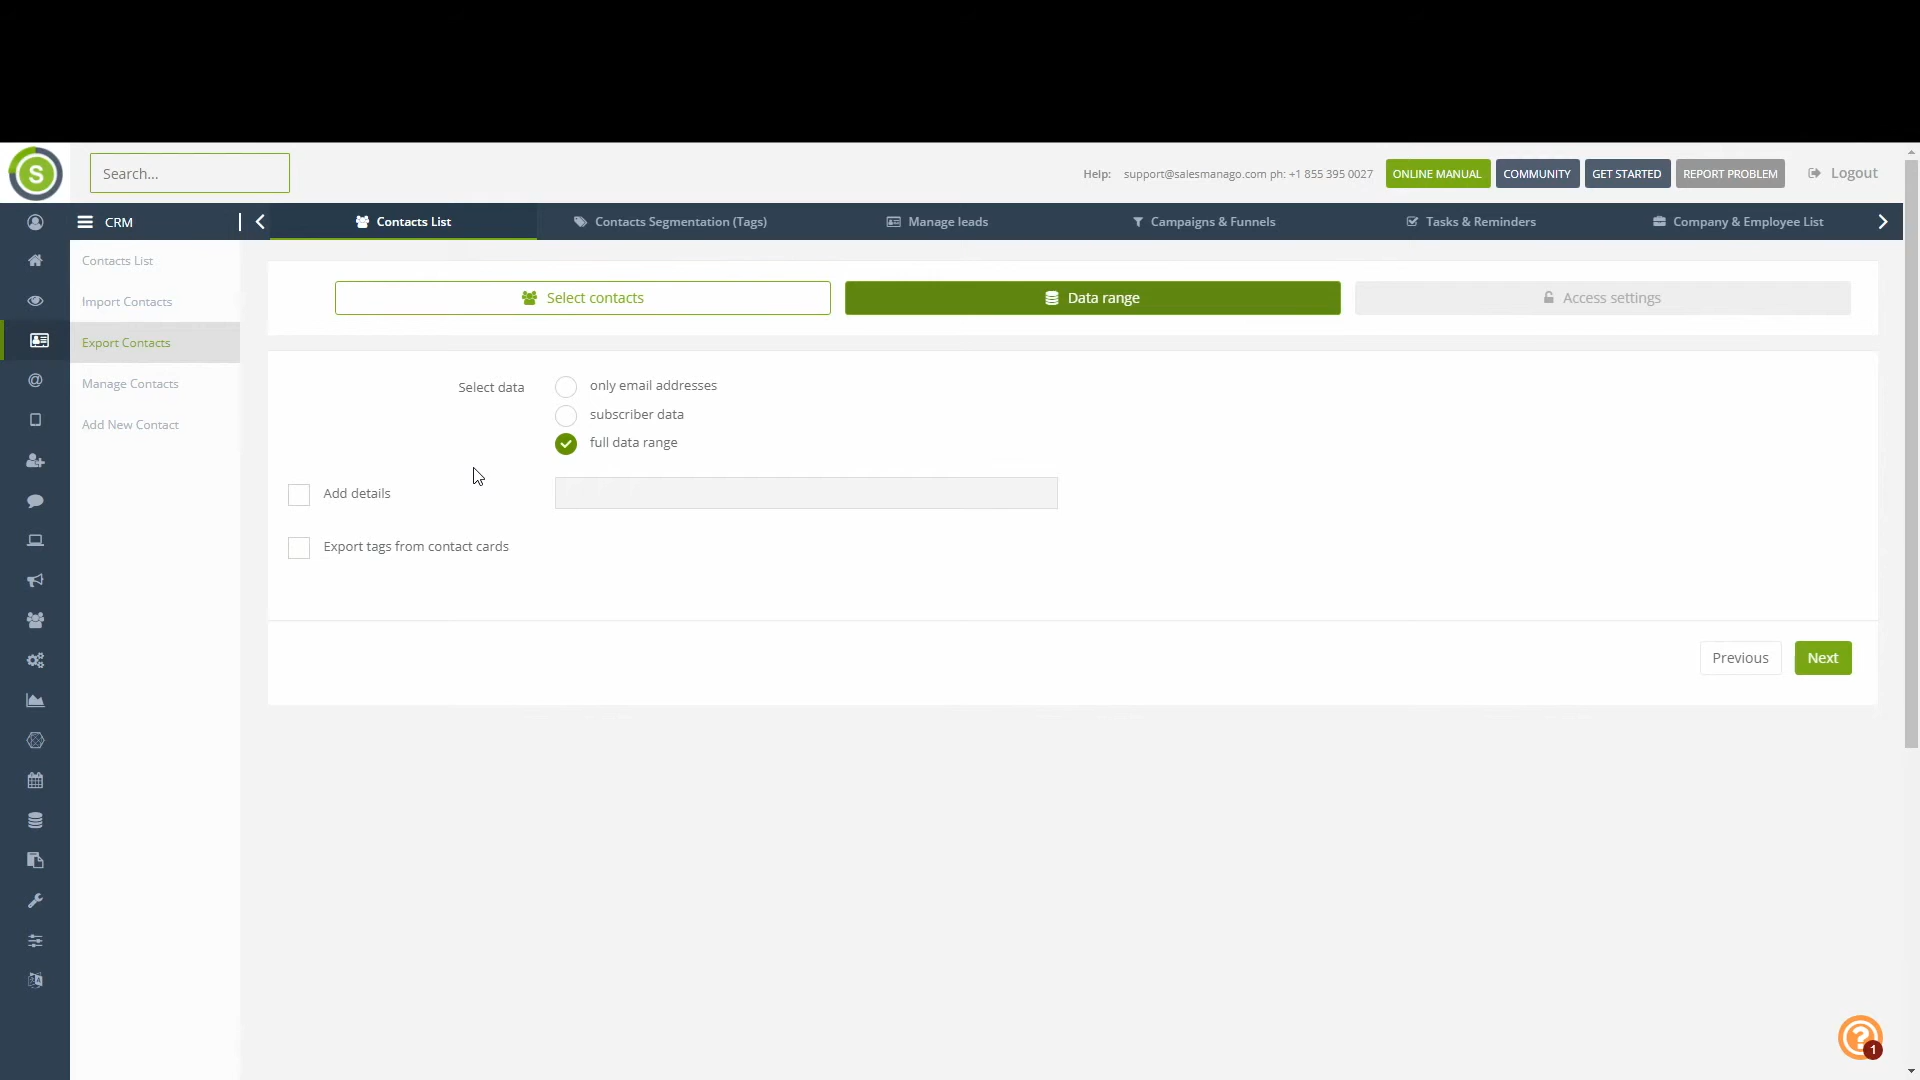 S
Search...
Help: support@salesmanago.com ph: +1 855 395 0027
ONLINE MANUAL
COMMUNITY
GET STARTED
REPORT PROBLEM
Logout
CRM
Contacts List
Contacts Segmentation (Tags)
Manage leads
Campaigns & Funnels
Tasks & Reminders
Company & Employee List
Contacts List
Import Contacts
Export Contacts
Manage Contacts
Add New Contact
Select contacts
Data range
Access settings
Select data
only email addresses
subscriber data
full data range
Add details
Export tags from contact cards
Previous
Next
1